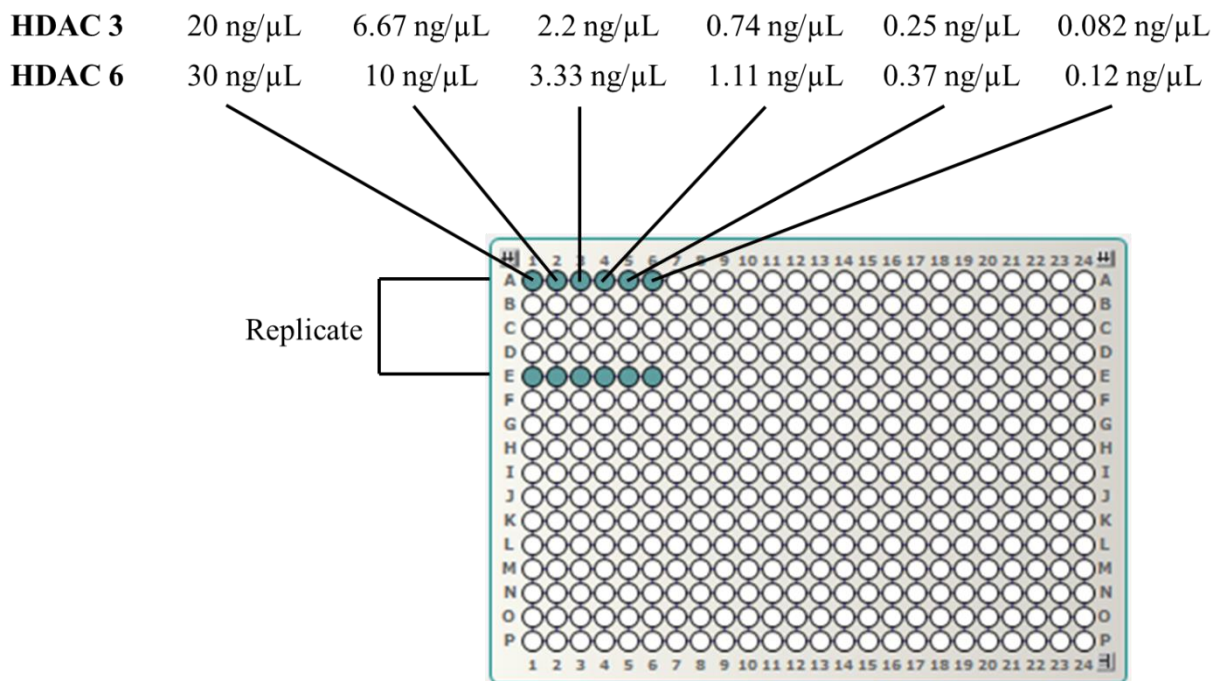 HDAC 3 20 ng/µL 6.67 ng/µL 2.2 ng/µL 0.74 ng/µL 0.25 ng/µL 0.082 ng/µL
HDAC 6 30 ng/µL 10 ng/µL 3.33 ng/µL 1.11 ng/µL 0.37 ng/µL 0.12 ng/µL
1 2 3 4 5 6 7 8 9 10 11 12 13 14 15 16 17 18 19 20 21 22 23 24
A A
B B
C C
Replicate
D D
E E
F F
G G
H H
I I
J J
K K
L L
M M
N N
O O
P P
1 2 3 4 5 6 7 8 9 10 11 12 13 14 15 16 17 18 19 20 21 22 23 24